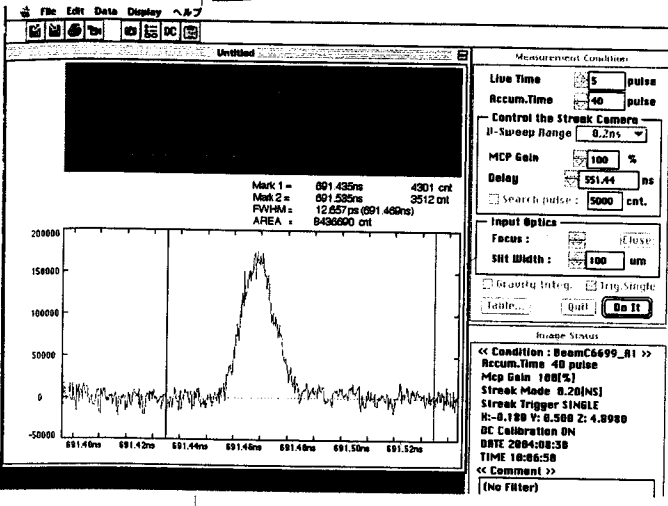 File Edit Data Display ヘルプ
DC
Untitled
Mark 1 = 691.435ns 4301 cnt
Mark 2 = 691.535ns 3512 cnt
FWHM = 12.657ps (691.469ns)
AREA = 8436690 cnt
200000
150000
100000
50000
0
-50000
691.40ns 691.42ns 691.44ns 691.46ns 691.48ns 691.50ns 691.52ns
Measurement Condition
Live Time 5 pulse
Accum.Time 40 pulse
Control the Streak Camera
V-Sweep Range 0.2ns
MCP Gain 100 %
Delay 551.44 ns
Search pulse : 5000 cnt.
Input Optics
Focus : Close
Slit Width : 100 um
Gravity Integ. Trig.Single
Table... Quit Do It
Image Status
<< Condition : BeamC6699_A1 >>
Accum.Time 40 pulse
Mcp Gain 100[%]
Streak Mode 0.20[NS]
Streak Trigger SINGLE
X:-0.180 Y: 0.500 Z: 4.8980
DC Calibration ON
DATE 2004:08:30
TIME 10:06:50
<< Comment >>
(No Filter)